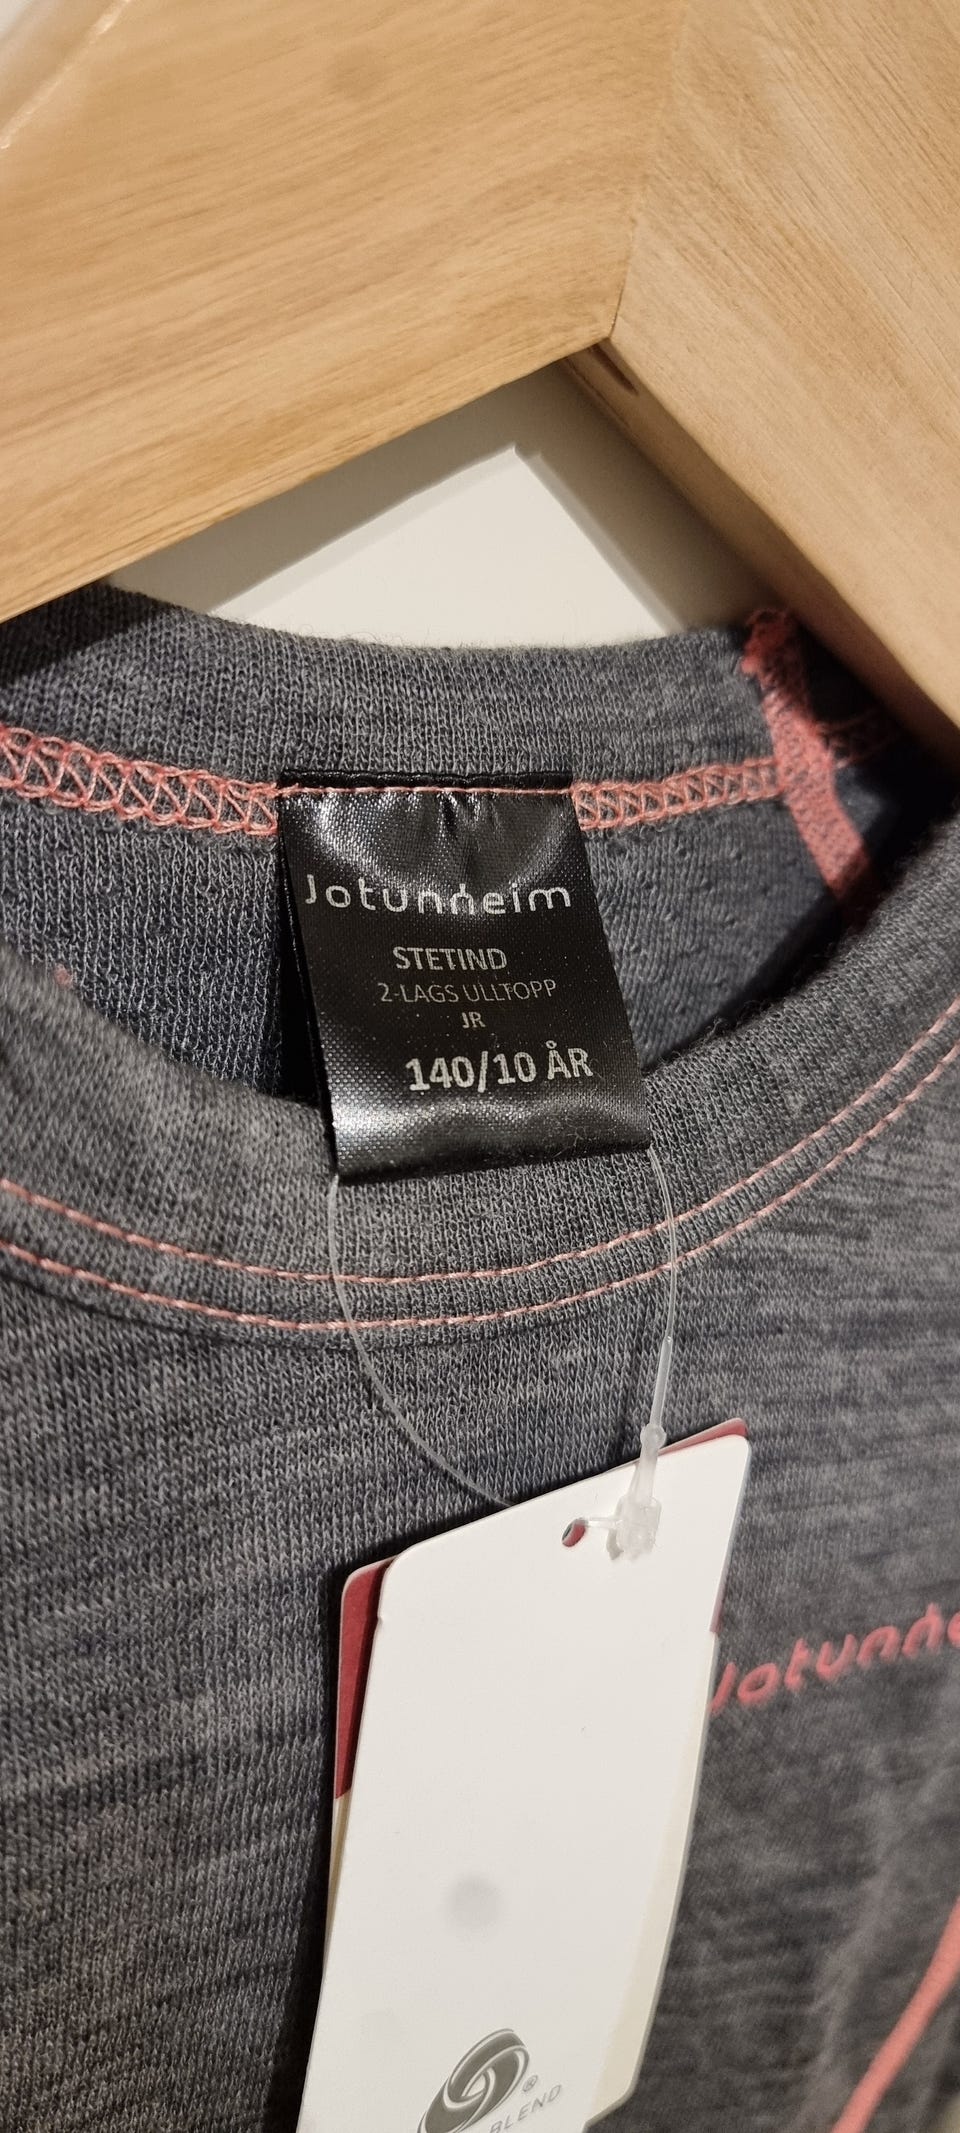 Jotunheim
STETIND
2-LAGS ULLTOPP
JR
140/10 ÅR
Jotunhe
® BLEND